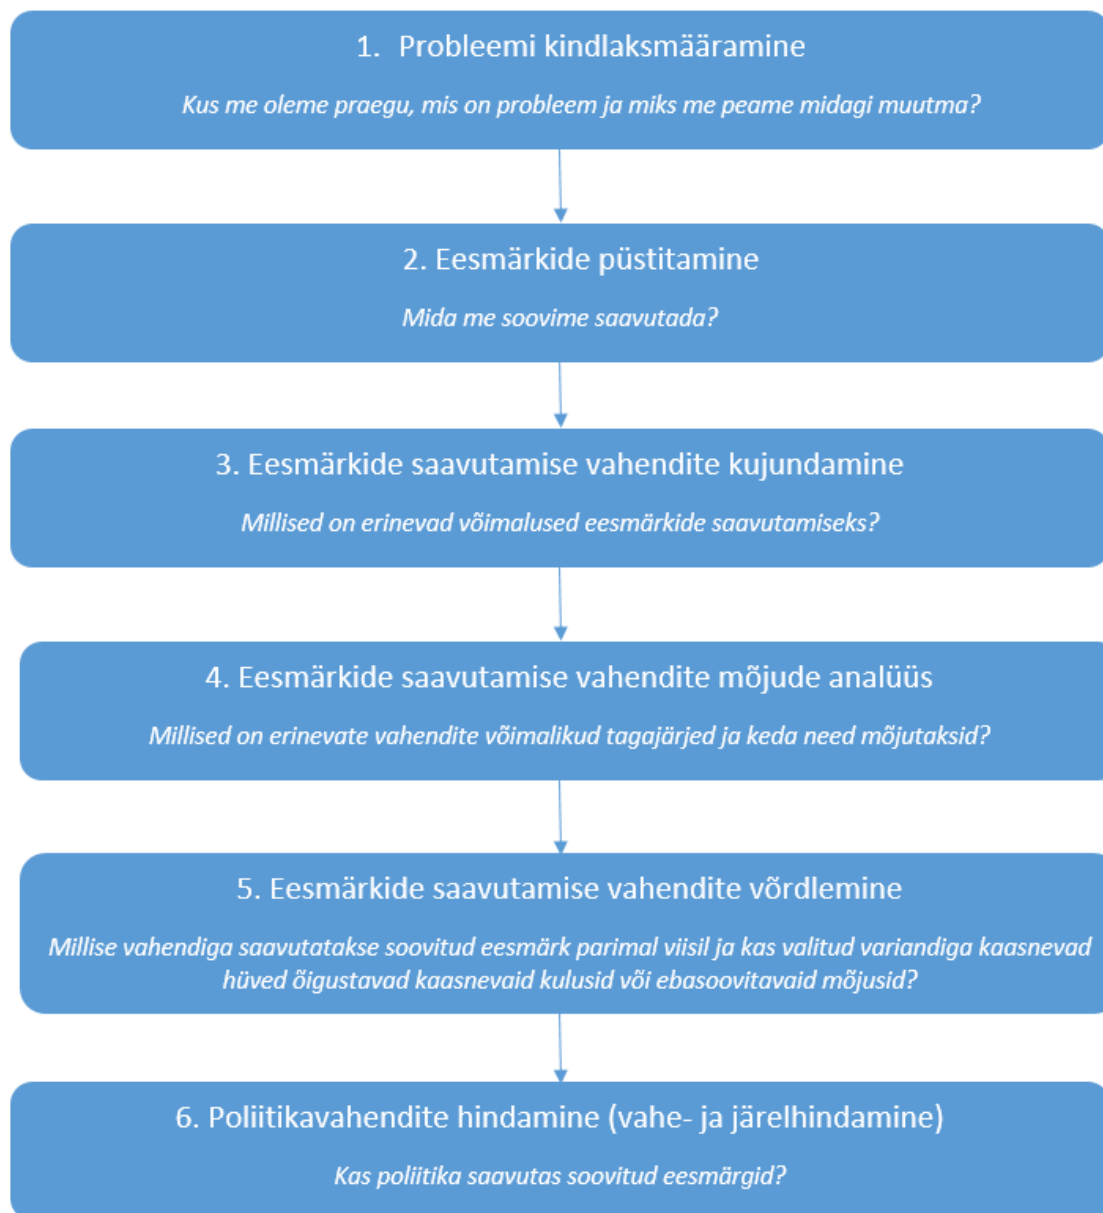 1. Probleemi kindlaksmääramine
Kus me oleme praegu, mis on probleem ja miks me peame midagi muutma?
2. Eesmärkide püstitamine
Mida me soovime saavutada?
3. Eesmärkide saavutamise vahendite kujundamine
Millised on erinevad võimalused eesmärkide saavutamiseks?
4. Eesmärkide saavutamise vahendite mõjude analüüs
Millised on erinevate vahendite võimalikud tagajärjed ja keda need mõjutaksid?
5. Eesmärkide saavutamise vahendite võrdlemine
Millise vahendiga saavutatakse soovitud eesmärk parimal viisil ja kas valitud variandiga kaasnevad
hüved õigustavad kaasnevaid kulusid või ebasoovitavaid mõjusid?
6. Poliitikavahendite hindamine (vahe- ja järelhindamine)
Kas poliitika saavutas soovitud eesmärgid?